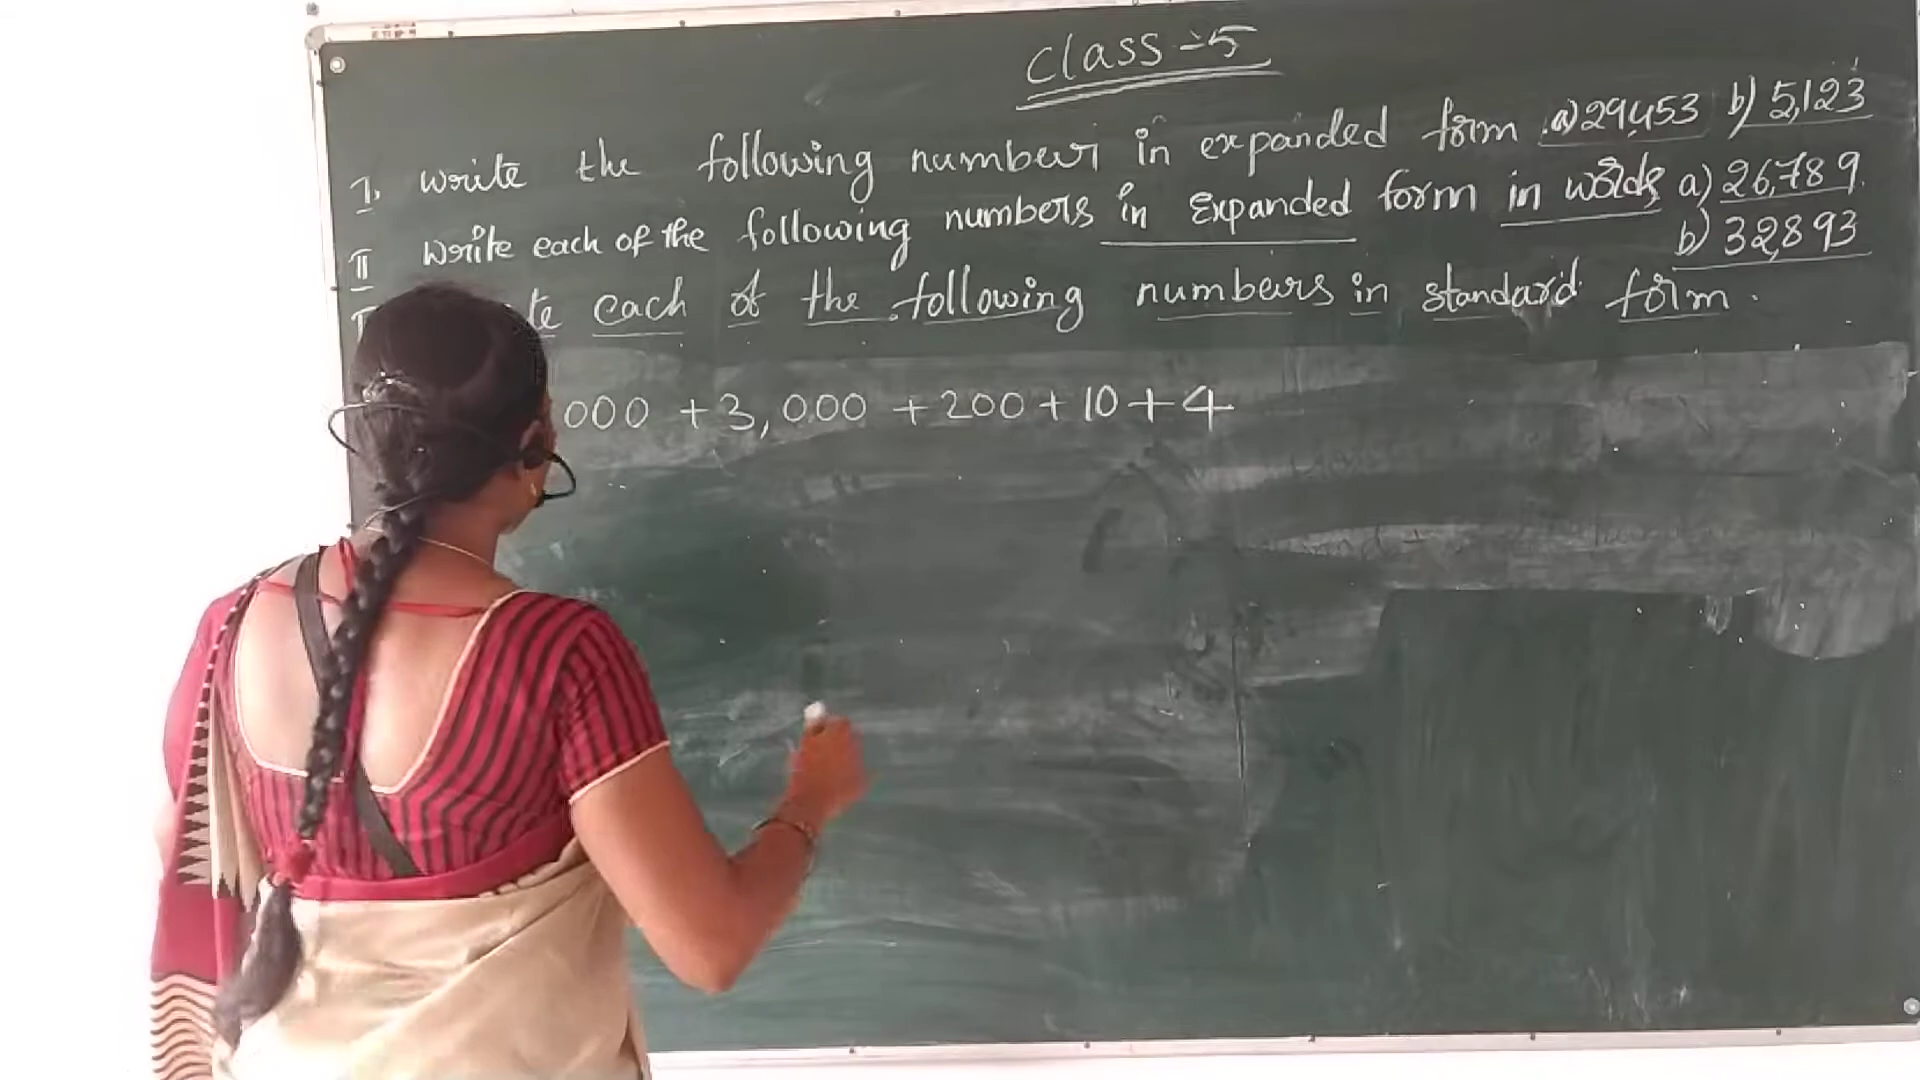 Class - 5
I. write the following numbers in expanded form a) 29,453 b) 5,123
II write each of the following numbers in Expanded form in words a) 26,789
b) 32,893
te each of the following numbers in standard form.
000 + 3,000 + 200 + 10 + 4